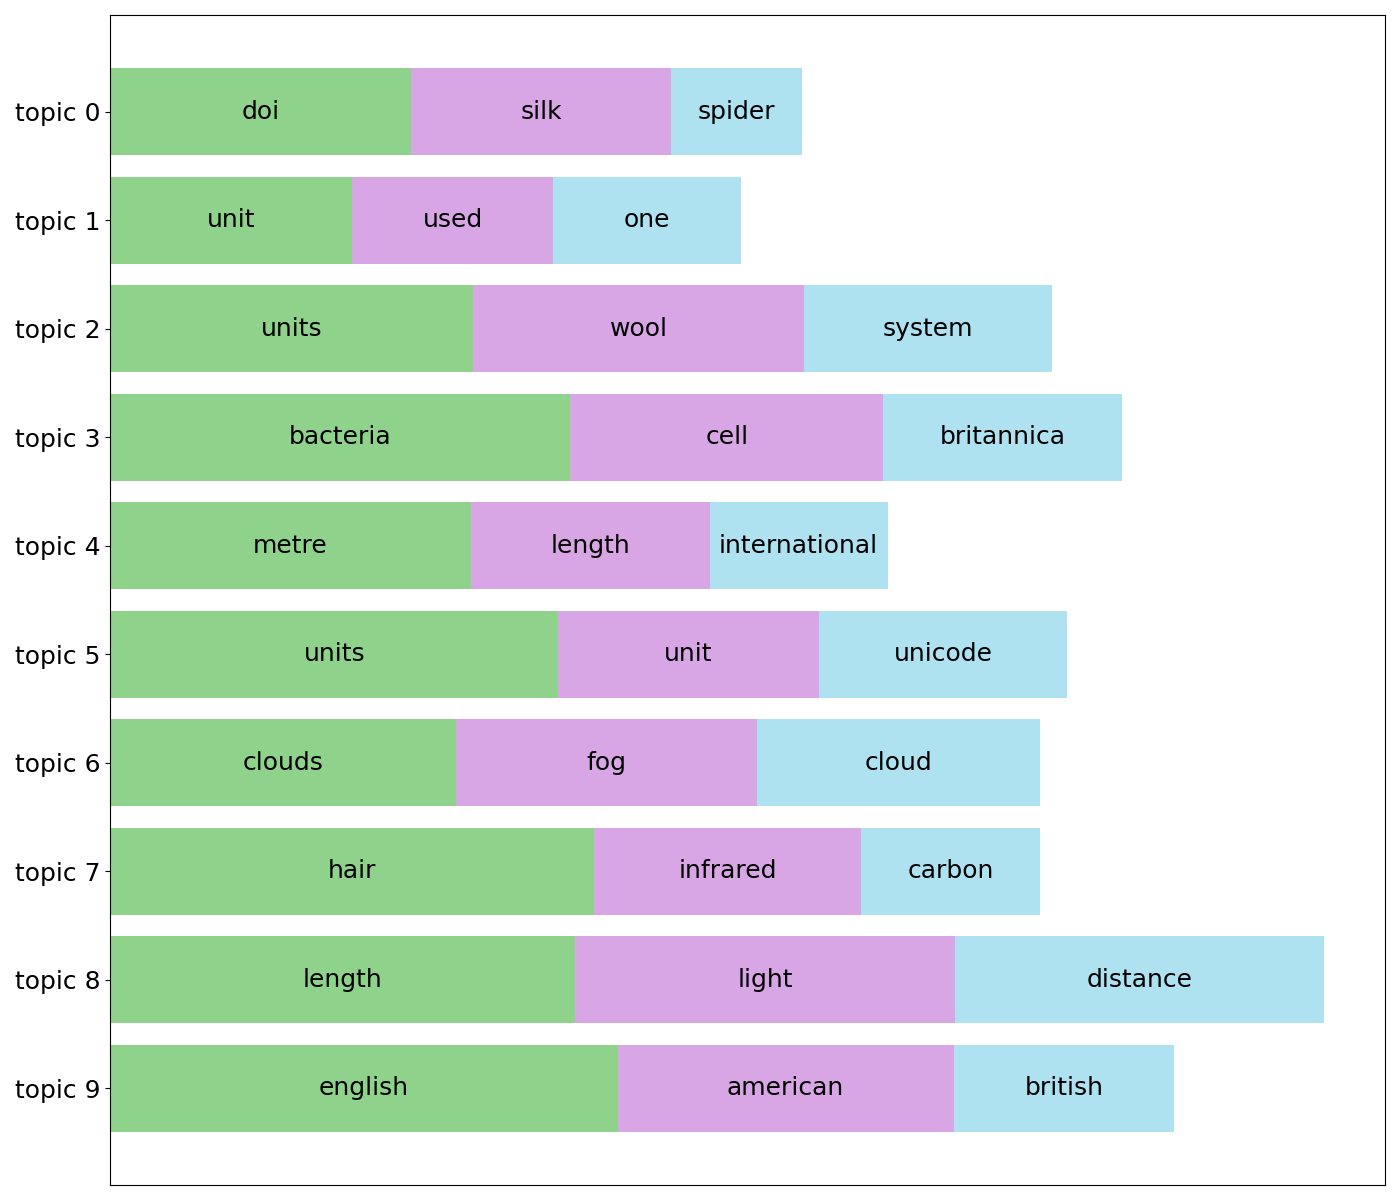 topic 0 doi silk spider
topic 1 unit used one
topic 2 units wool system
topic 3 bacteria cell britannica
topic 4 metre length international
topic 5 units unit unicode
topic 6 clouds fog cloud
topic 7 hair infrared carbon
topic 8 length light distance
topic 9 english american british